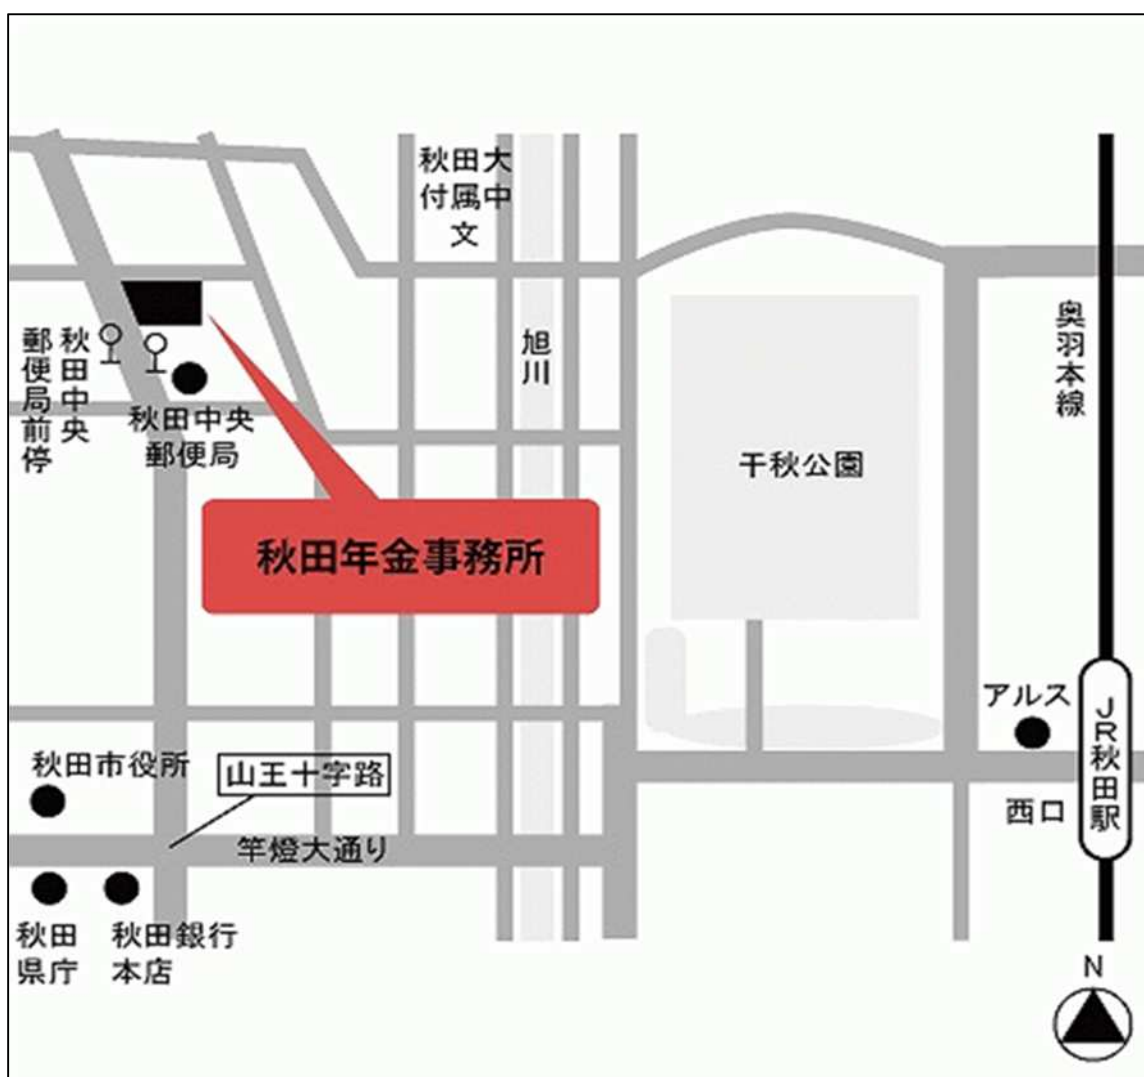 秋田大
付属中
文
旭
川
奥羽本線
秋田中央
郵便局前停
秋田中央
郵便局
千秋公園
秋田年金事務所
アルス
JR秋田駅
秋田市役所
山王十字路
西口
竿燈大通り
秋田
県庁
秋田銀行
本店
N